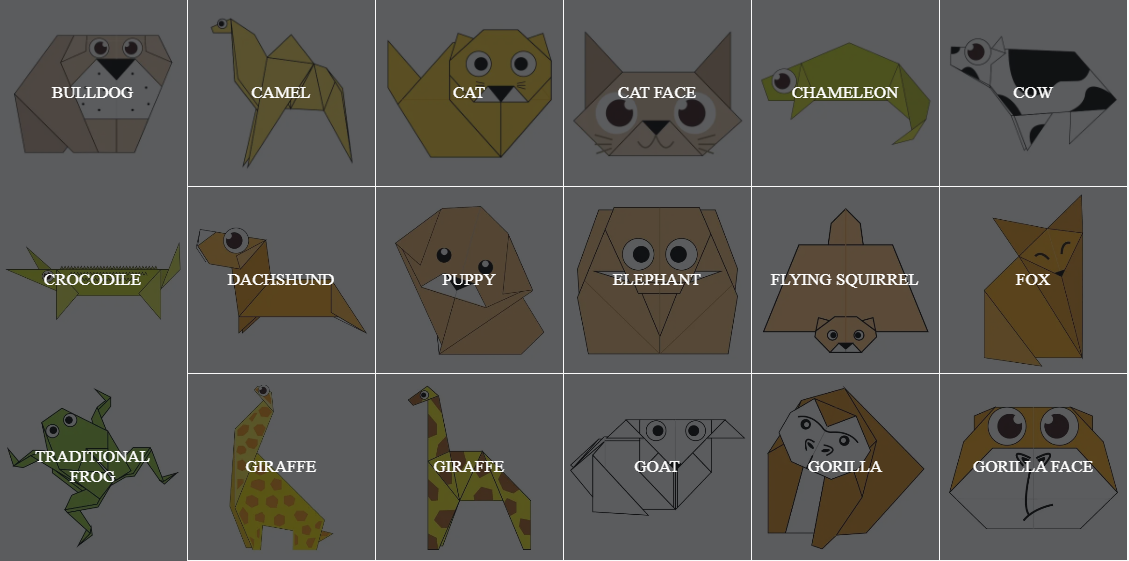 BULLDOG
CAMEL
CAT
CAT FACE
CHAMELEON
COW
CROCODILE
DACHSHUND
PUPPY
ELEPHANT
FLYING SQUIRREL
FOX
TRADITIONAL
FROG
GIRAFFE
GIRAFFE
GOAT
GORILLA
GORILLA FACE